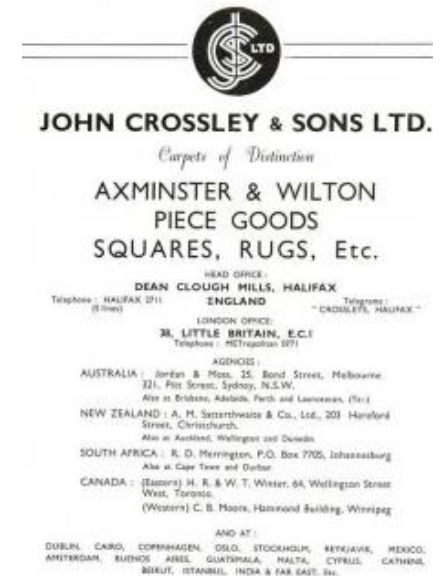 LTD
JOHN CROSSLEY & SONS LTD.
Carpets of Distinction
AXMINSTER & WILTON
PIECE GOODS
SQUARES, RUGS, Etc.
HEAD OFFICE :
DEAN CLOUGH MILLS, HALIFAX
ENGLAND
Telephone : HALIFAX 2711
(5 lines)
Telegrams :
" CROSSLEYS, HALIFAX "
LONDON OFFICE:
38, LITTLE BRITAIN, E.C.1
Telephone : METropolitan
AGENCIES :
AUSTRALIA : Jordan & Moss, 25, Bond Street, Melbourne
321, Pitt Street, Sydney, N.S.W.
Also at Brisbane, Adelaide, Perth and Launceston, (Tas.)
NEW ZEALAND : A. M. Satterthwaite & Co., Ltd., 203 Hereford
Street, Christchurch.
Also at Auckland, Wellington and Dunedin
SOUTH AFRICA : R. D. Merrington, P.O. Box 7705, Johannesburg
Also at Cape Town and Durban
CANADA : (Eastern) H. R. & W. T. Winter, 64, Wellington Street
West, Toronto,
(Western) C. B. Moore, Hammond Building, Winnipeg
AND AT :
DUBLIN, CAIRO, COPENHAGEN, OSLO, STOCKHOLM, REYKJAVIK, MEXICO,
AMSTERDAM, BUENOS AIRES, GUATEMALA, MALTA, CYPRUS, CATHENS,
BEIRUT, ISTANBUL, INDIA & FAR EAST, Etc.